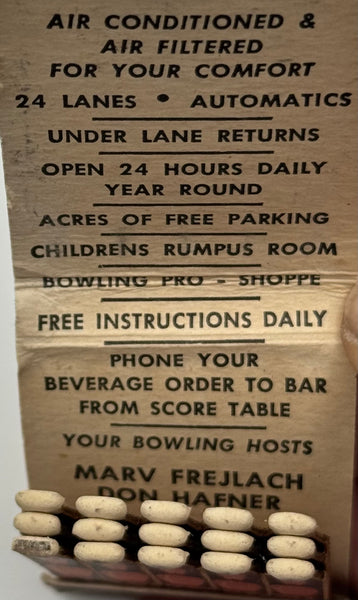 AIR CONDITIONED &
AIR FILTERED
FOR YOUR COMFORT
24 LANES • AUTOMATICS
UNDER LANE RETURNS
OPEN 24 HOURS DAILY
YEAR ROUND
ACRES OF FREE PARKING
CHILDRENS RUMPUS ROOM
BOWLING PRO - SHOPPE
FREE INSTRUCTIONS DAILY
PHONE YOUR
BEVERAGE ORDER TO BAR
FROM SCORE TABLE
YOUR BOWLING HOSTS
MARV FREJLACH
DON HAFNER